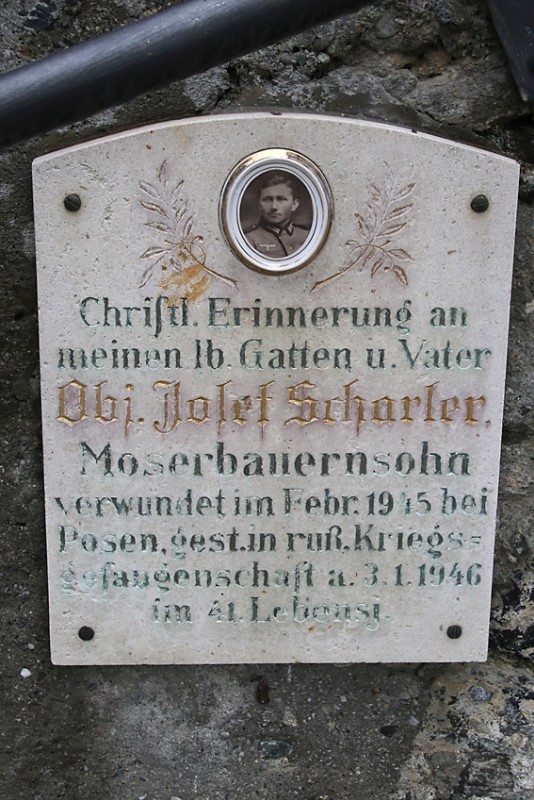 Christl. Erinnerung an
meinen lb. Gatten u. Vater
Obj. Josef Scharler.
Moserbauernsohn
verwundet im Febr. 1945 bei
Posen, gest. in ruß. Kriegs=
gefangenschaft a. 3.1.1946
im 41. Lebensj.